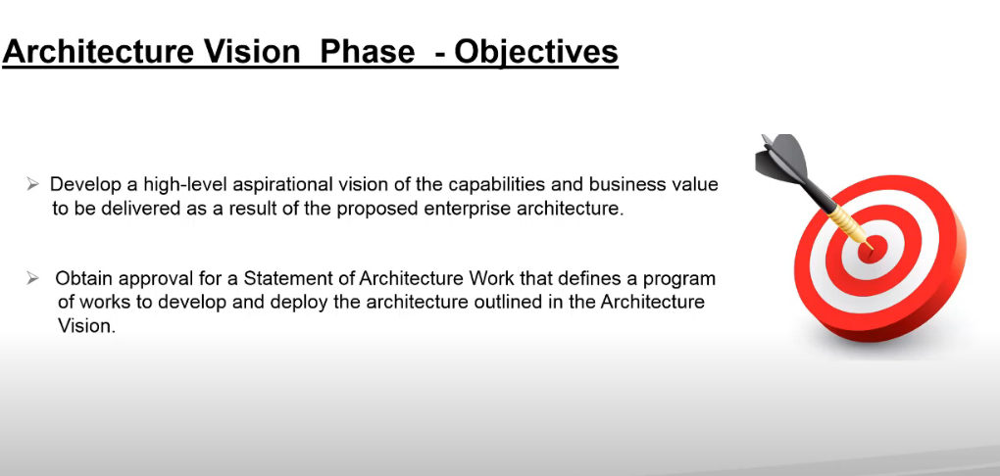 Architecture Vision Phase - Objectives
Develop a high-level aspirational vision of the capabilities and business value
to be delivered as a result of the proposed enterprise architecture.
Obtain approval for a Statement of Architecture Work that defines a program
of works to develop and deploy the architecture outlined in the Architecture
Vision.